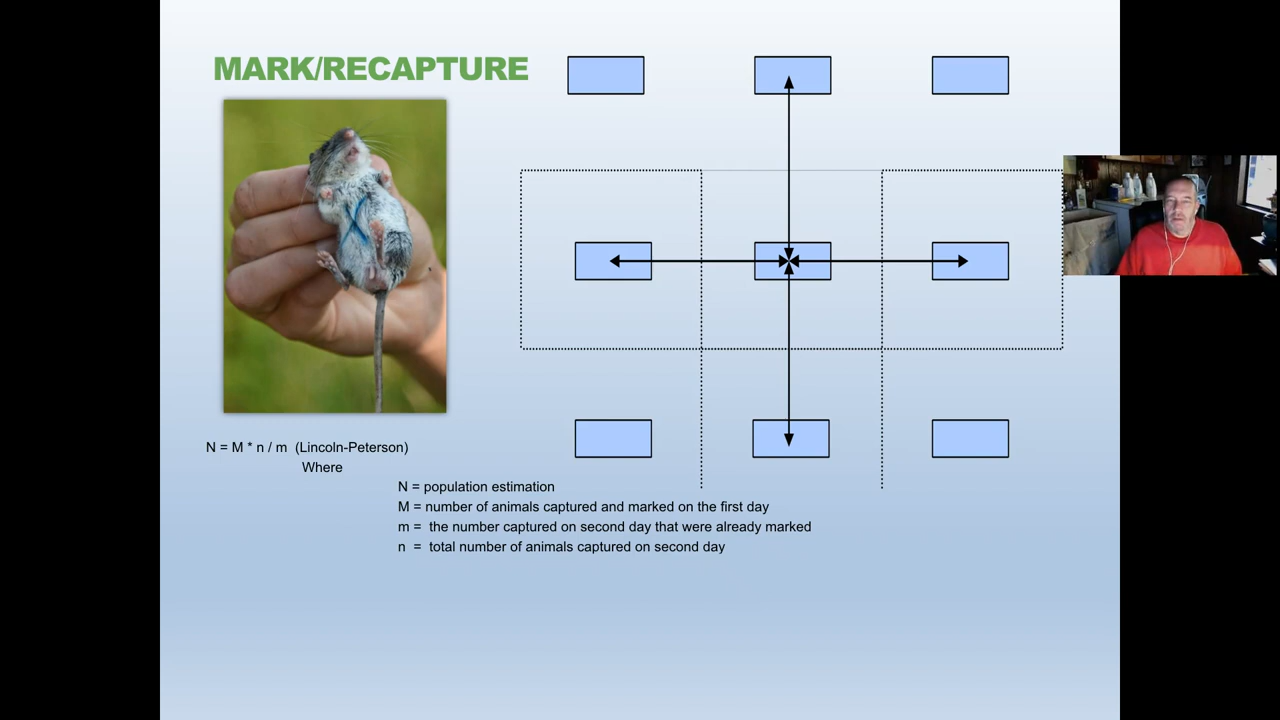 MARK/RECAPTURE
N = M * n / m (Lincoln-Peterson)
Where
N = population estimation
M = number of animals captured and marked on the first day
m = the number captured on second day that were already marked
n = total number of animals captured on second day